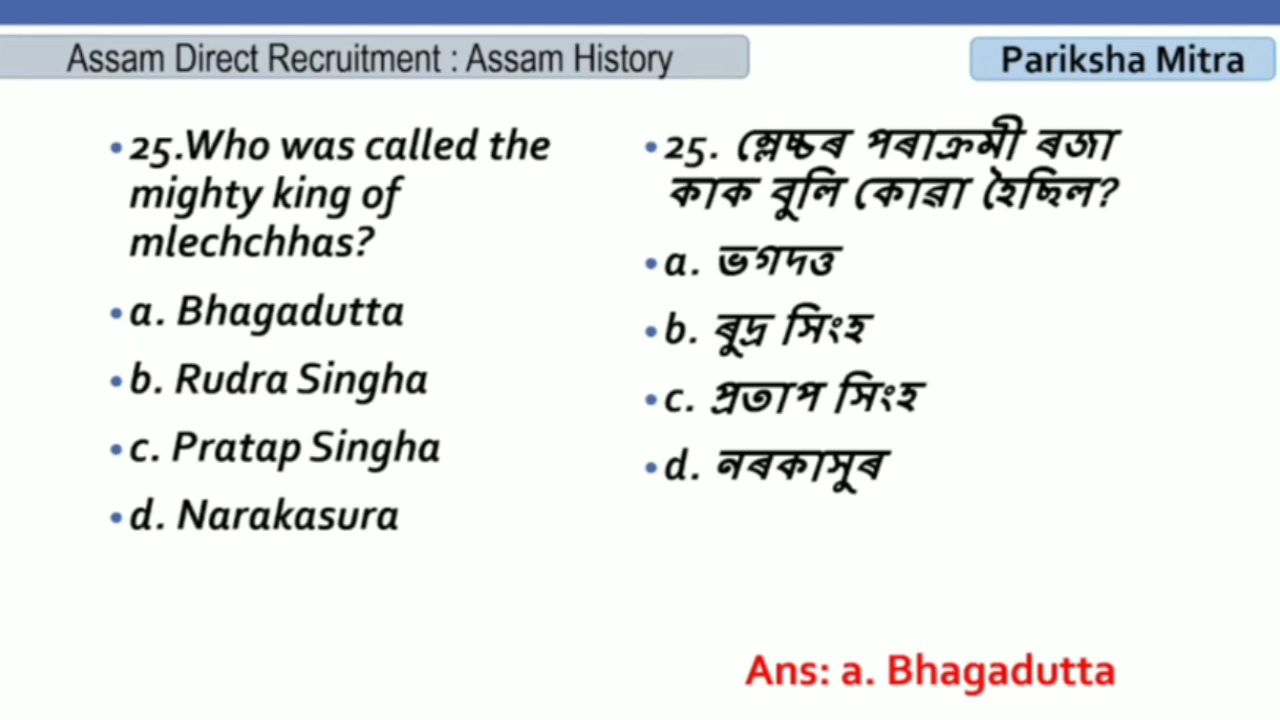 Assam Direct Recruitment : Assam History
Pariksha Mitra
•25.Who was called the
mighty king of
mlechchhas?
•a. Bhagadutta
•b. Rudra Singha
•c. Pratap Singha
•d. Narakasura
•25. ম্লেচ্ছৰ পৰাক্ৰমী ৰজা
কাক বুলি কোৱা হৈছিল?
•a. ভগদত্ত
•b. ৰুদ্ৰ সিংহ
•c. প্ৰতাপ সিংহ
•d. নৰকাসুৰ
Ans: a. Bhagadutta